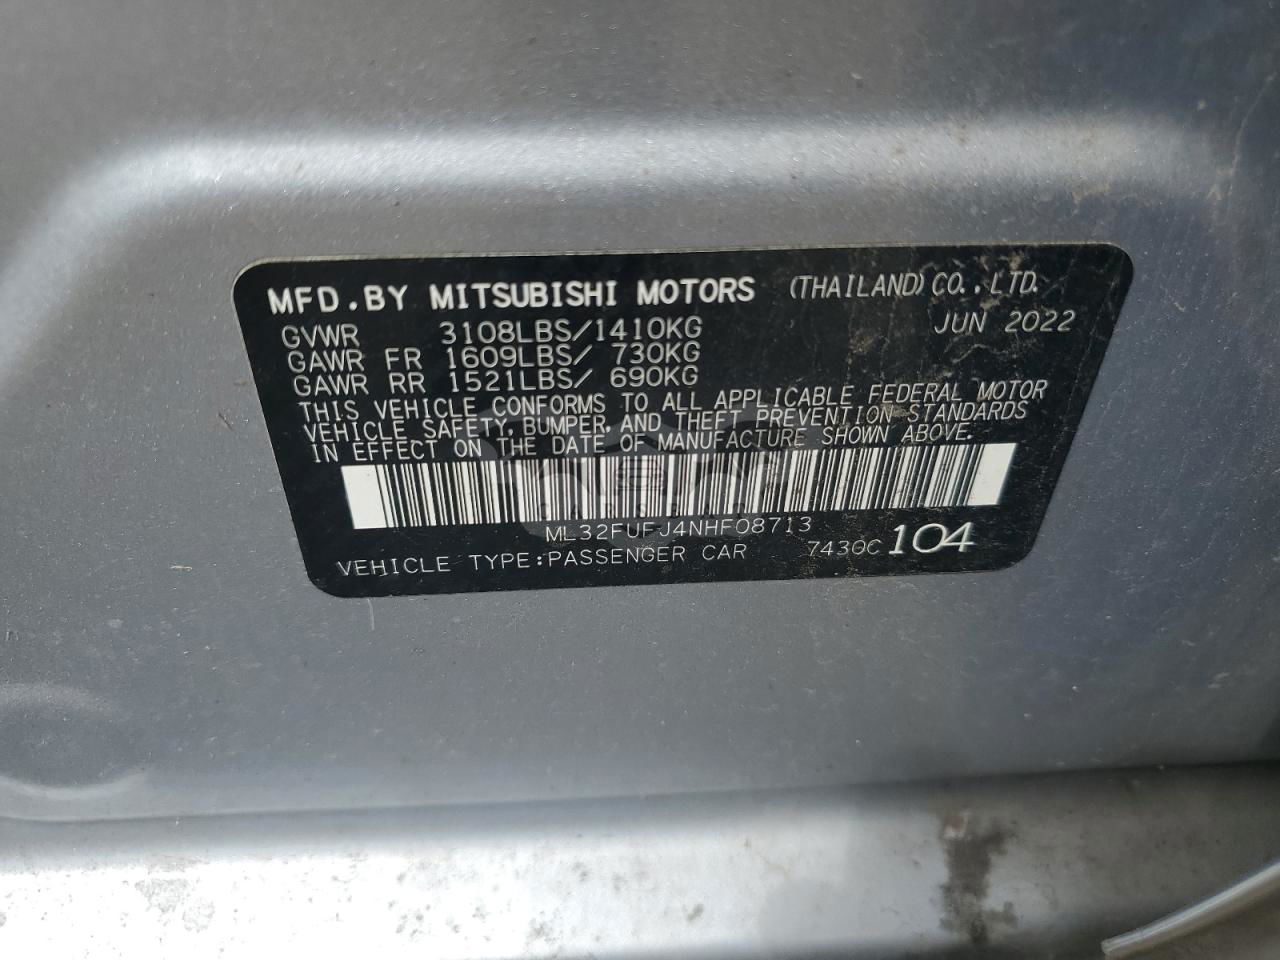 MFD.BY MITSUBISHI MOTORS (THAILAND) CO.,LTD.
GVWR 3108LBS/1410KG JUN 2022
GAWR FR 1609LBS/ 730KG
GAWR RR 1521LBS/ 690KG
THIS VEHICLE CONFORMS TO ALL APPLICABLE FEDERAL MOTOR
VEHICLE SAFETY, BUMPER, AND THEFT PREVENTION STANDARDS
IN EFFECT ON THE DATE OF MANUFACTURE SHOWN ABOVE.
ML32FUFJ4NHF08713
VEHICLE TYPE:PASSENGER CAR 7430C 104